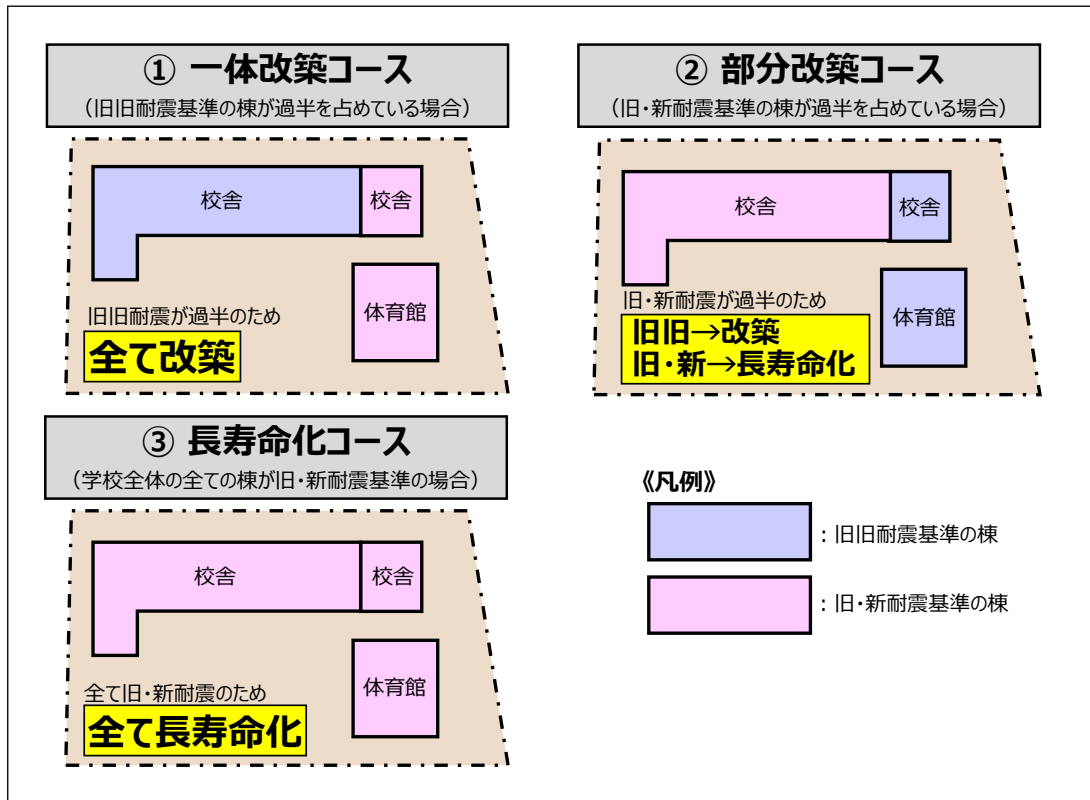 ① 一体改築コース
（旧旧耐震基準の棟が過半を占めている場合）
校舎
校舎
体育館
旧旧耐震が過半のため
全て改築
② 部分改築コース
（旧・新耐震基準の棟が過半を占めている場合）
校舎
校舎
体育館
旧・新耐震が過半のため
旧旧→改築
旧・新→長寿命化
③ 長寿命化コース
（学校全体の全ての棟が旧・新耐震基準の場合）
校舎
校舎
体育館
全て旧・新耐震のため
全て長寿命化
《凡例》
：旧旧耐震基準の棟
：旧・新耐震基準の棟